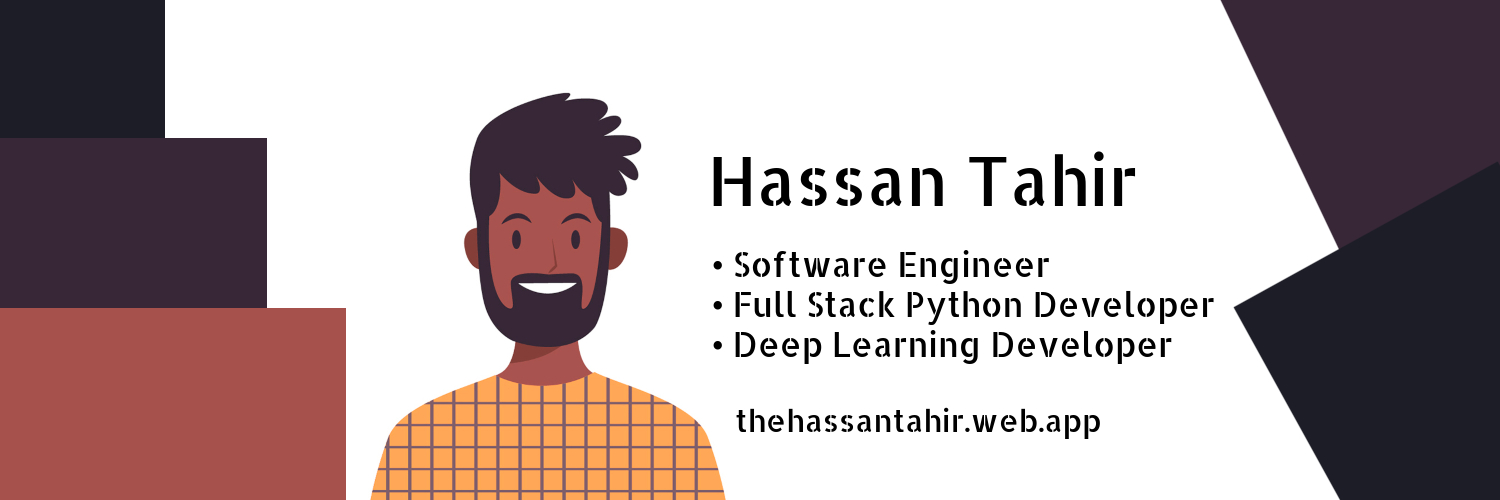 Hassan Tahir
• Software Engineer
• Full Stack Python Developer
• Deep Learning Developer
thehassantahir.web.app